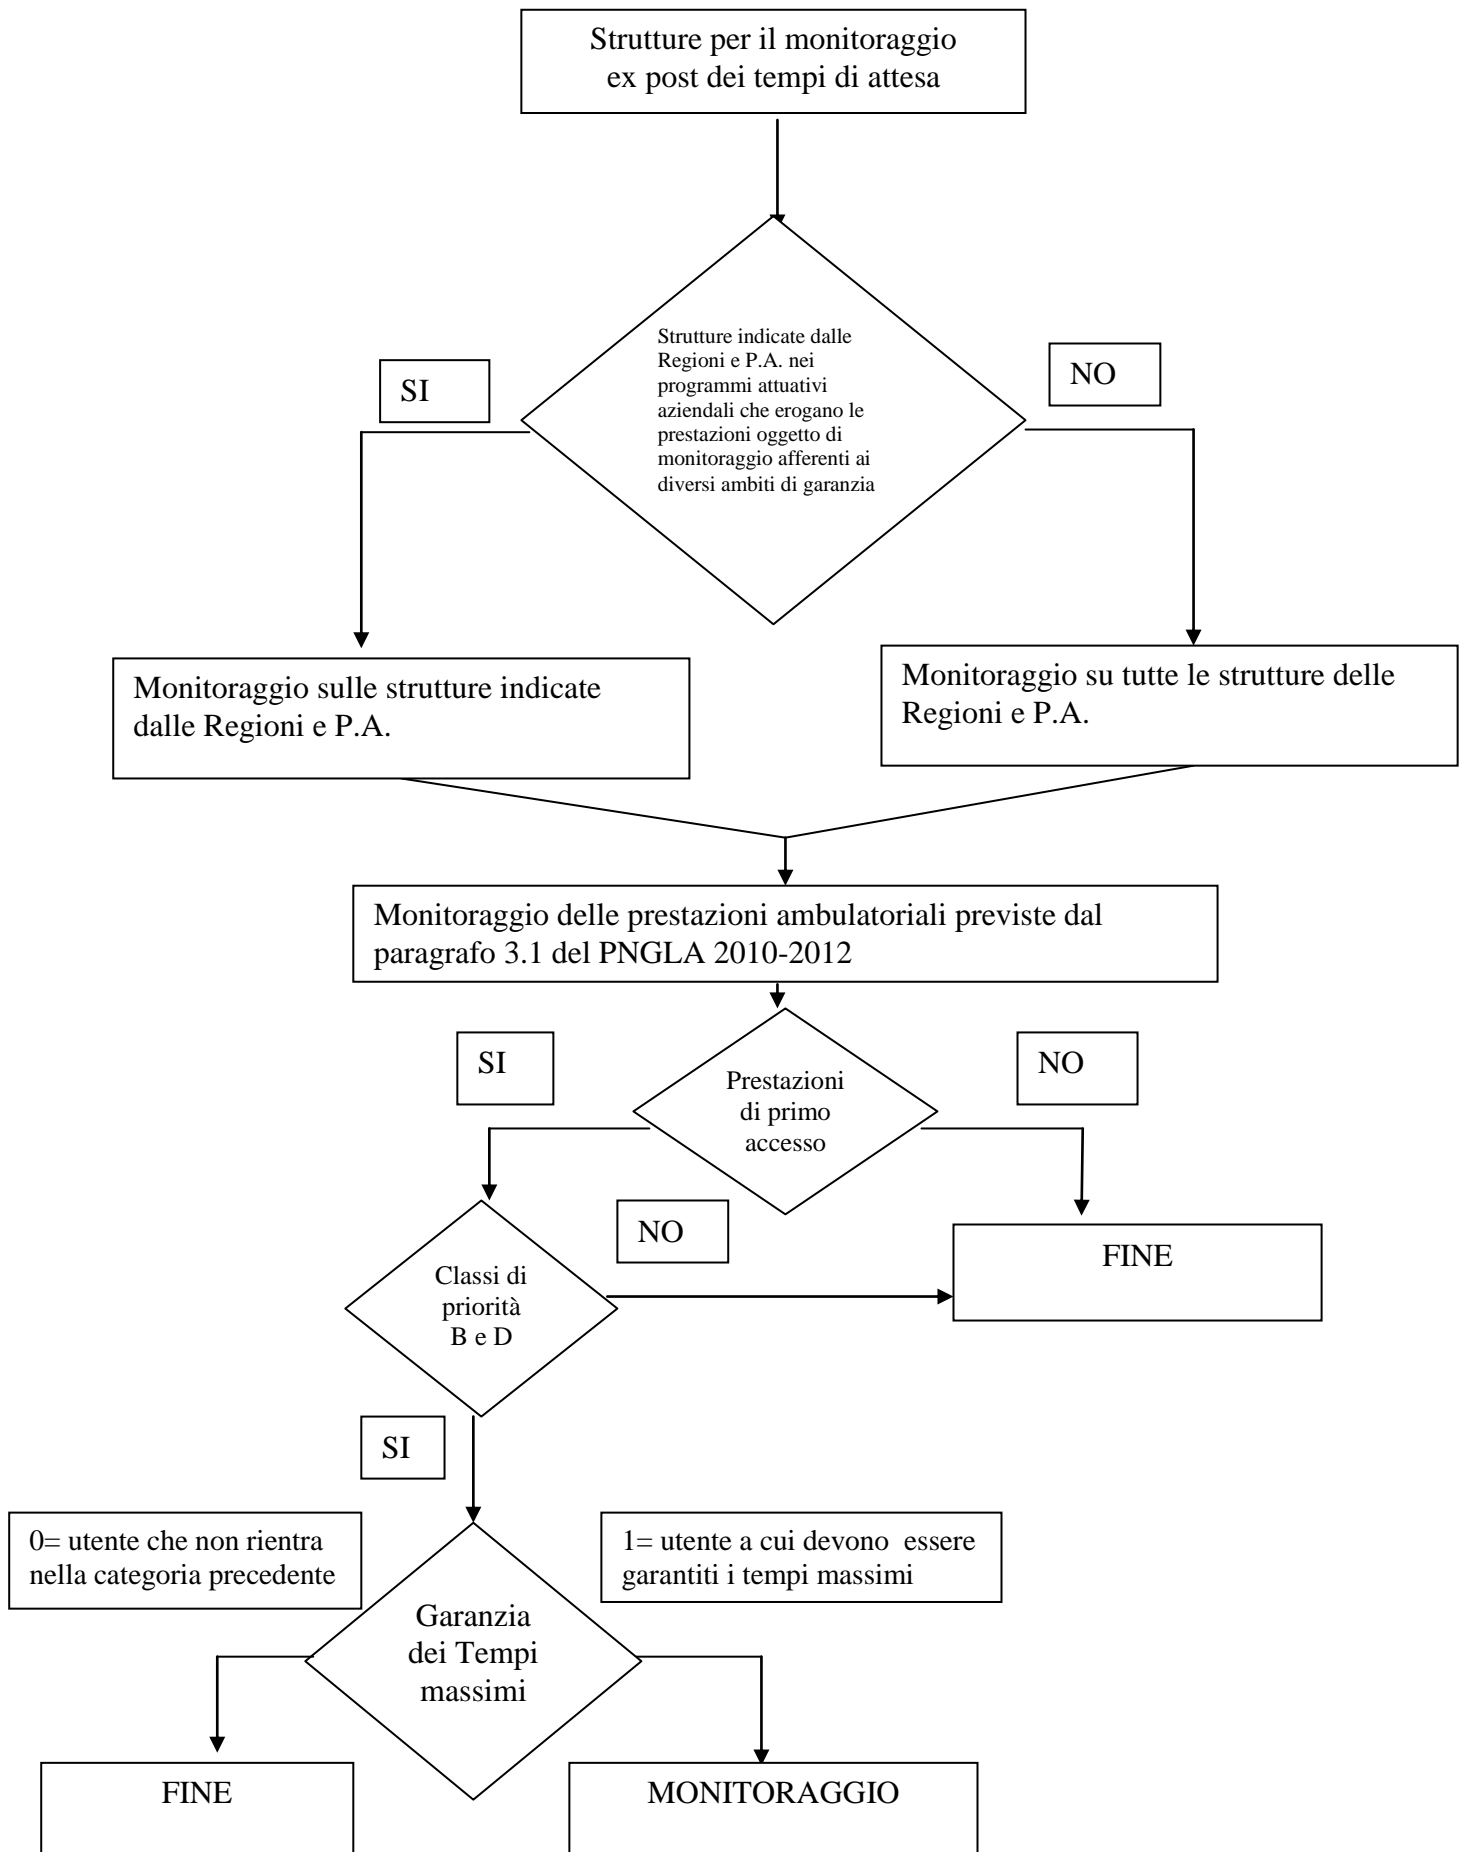 Strutture per il monitoraggio
ex post dei tempi di attesa
Strutture indicate dalle
Regioni e P.A. nei
programmi attuativi
aziendali che erogano le
prestazioni oggetto di
monitoraggio afferenti ai
diversi ambiti di garanzia
SI
NO
Monitoraggio sulle strutture indicate
dalle Regioni e P.A.
Monitoraggio su tutte le strutture delle
Regioni e P.A.
Monitoraggio delle prestazioni ambulatoriali previste dal
paragrafo 3.1 del PNGLA 2010-2012
SI
Prestazioni
di primo
accesso
NO
NO
Classi di
priorità
B e D
FINE
SI
0= utente che non rientra
nella categoria precedente
1= utente a cui devono  essere
garantiti i tempi massimi
Garanzia
dei Tempi
massimi
FINE
MONITORAGGIO